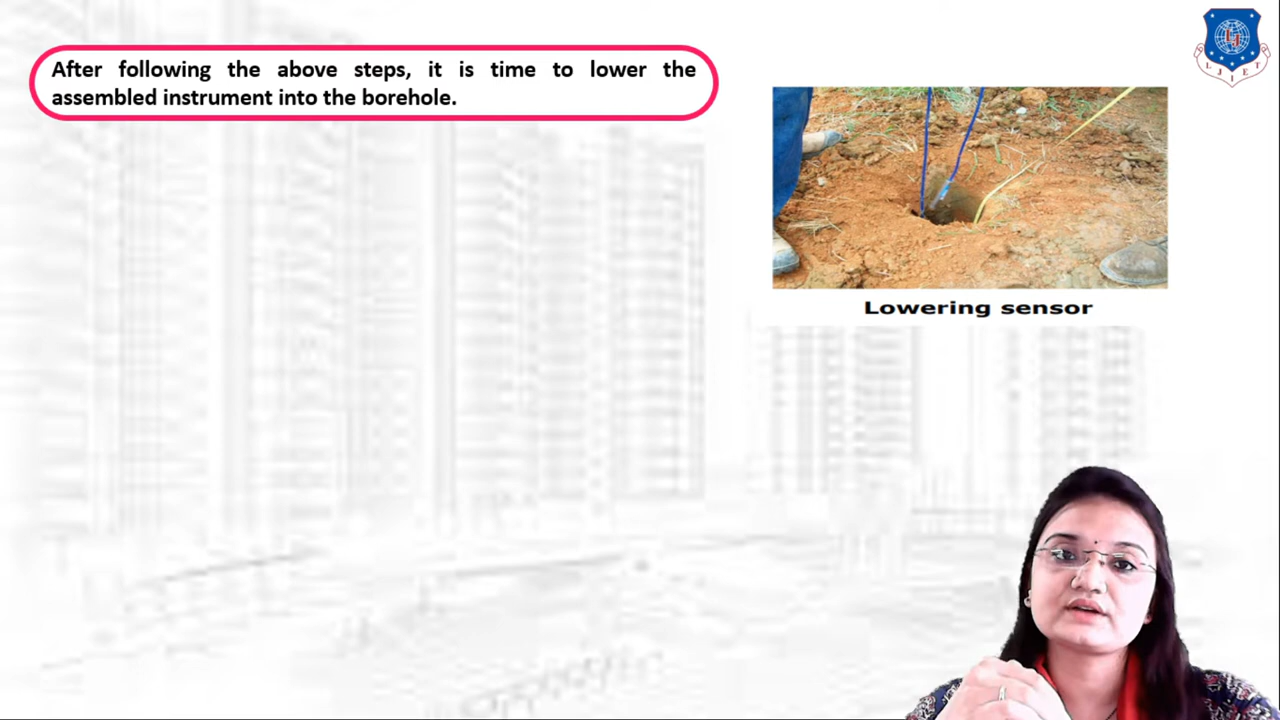 After following the above steps, it is time to lower the
assembled instrument into the borehole.
Lowering sensor
L J I E T